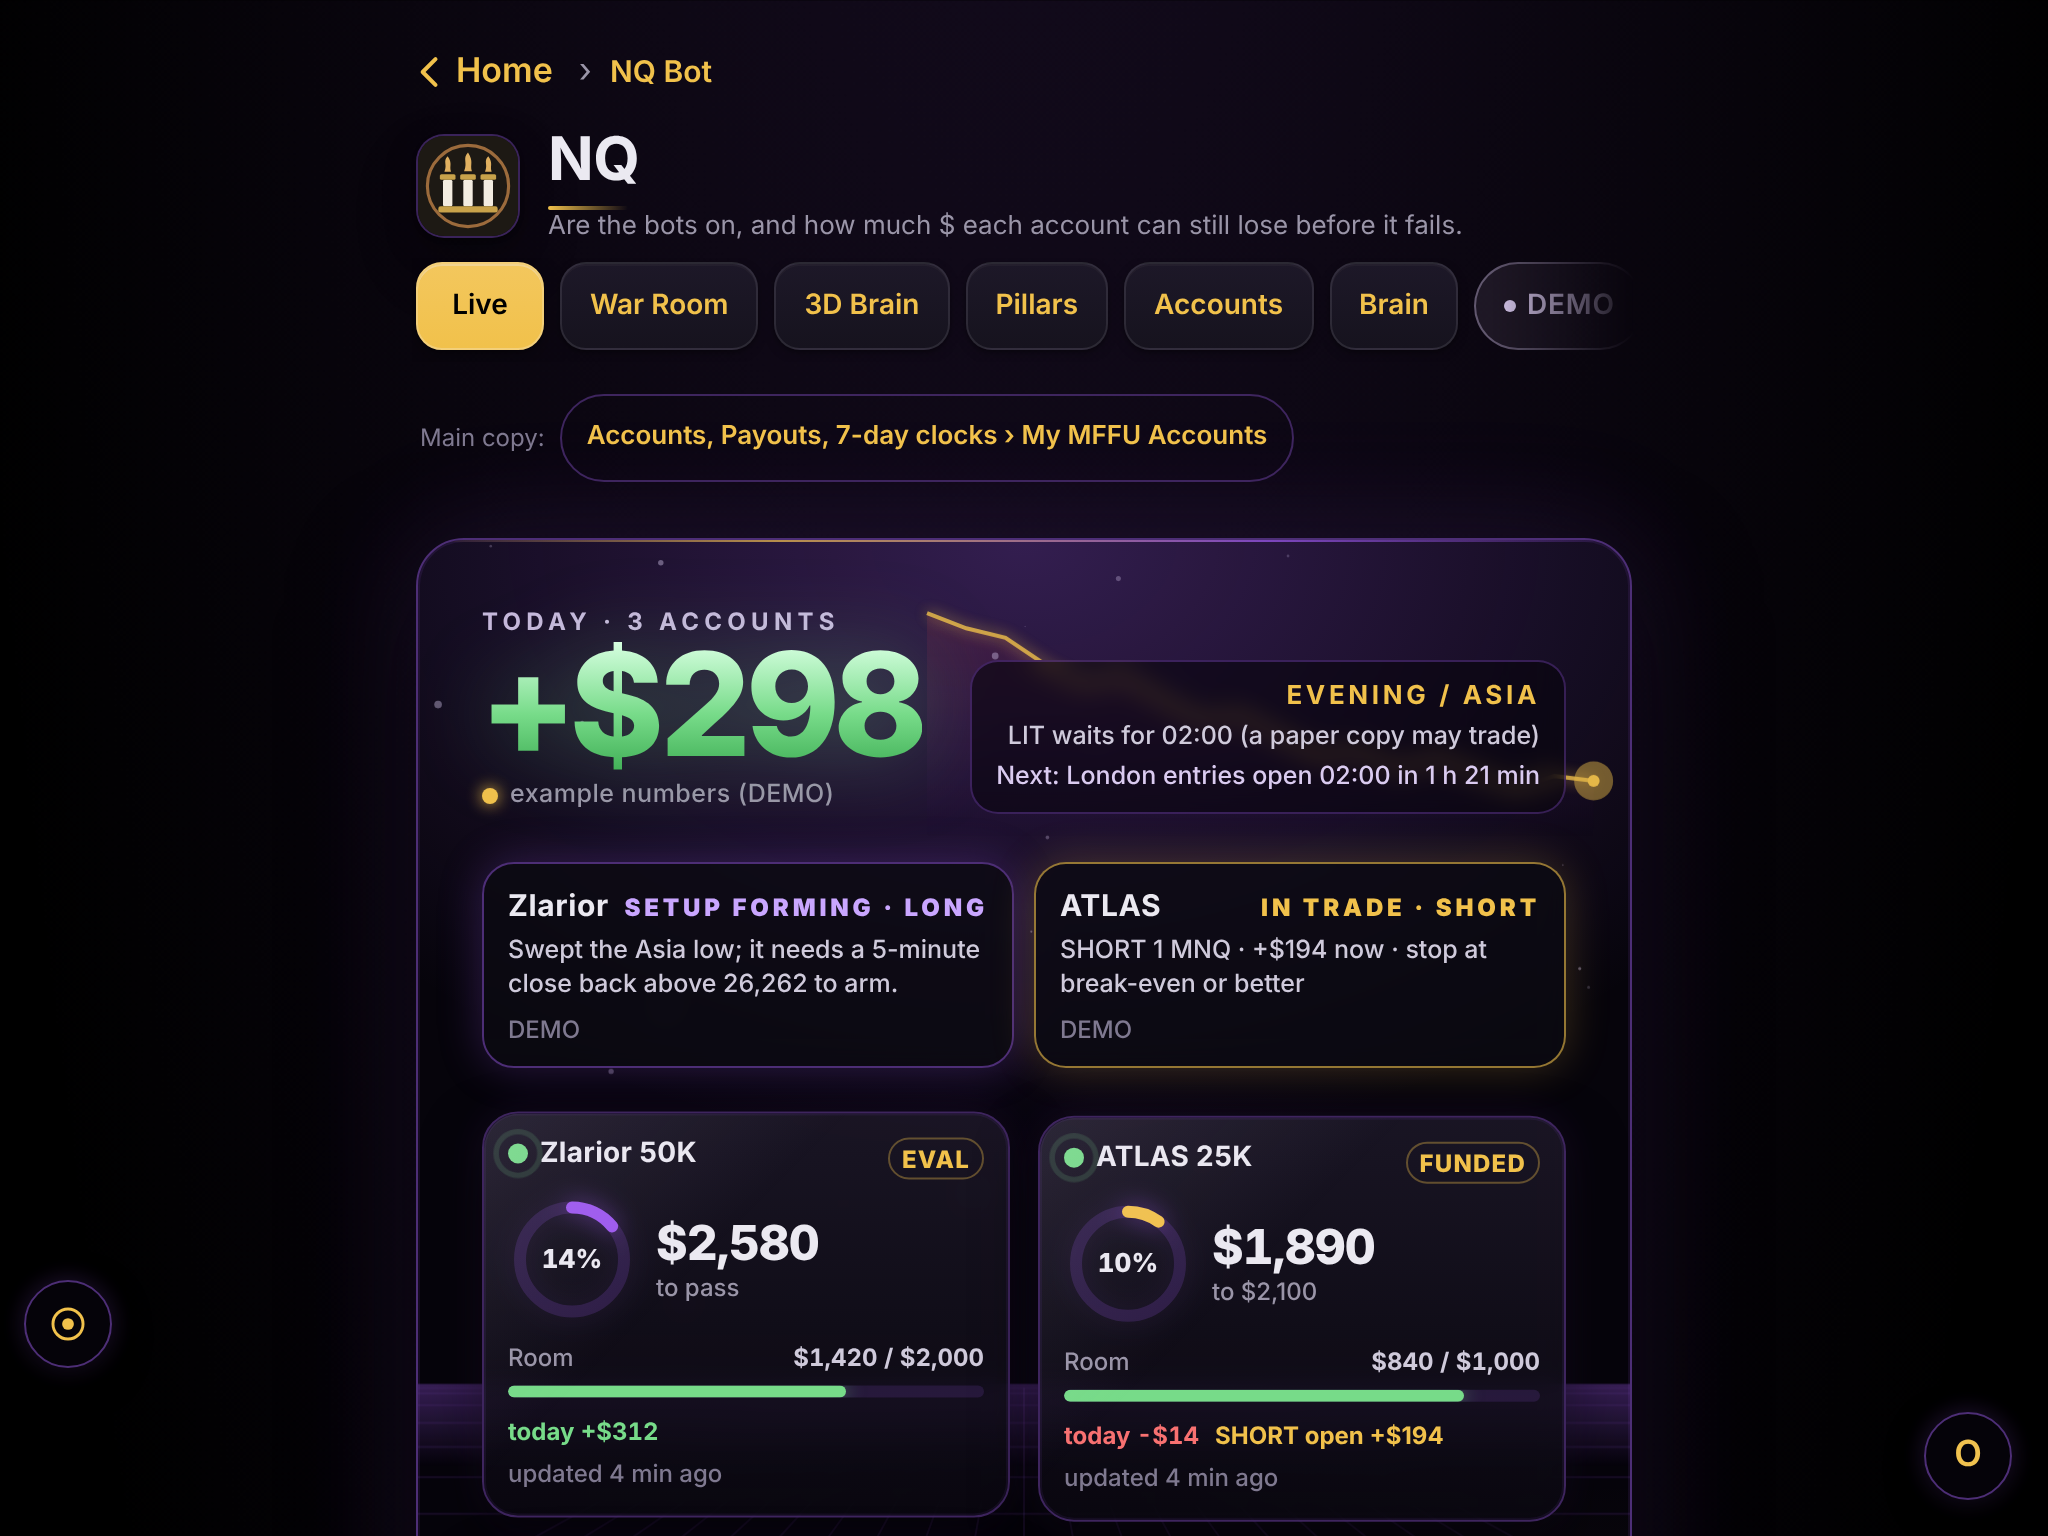 Home › NQ Bot
NQ
Are the bots on, and how much $ each account can still lose before it fails.
Live
War Room
3D Brain
Pillars
Accounts
Brain
DEMO
Main copy:
Accounts, Payouts, 7-day clocks › My MFFU Accounts
TODAY · 3 ACCOUNTS
+$298
example numbers (DEMO)
EVENING / ASIA
LIT waits for 02:00 (a paper copy may trade)
Next: London entries open 02:00 in 1 h 21 min
Zlarior SETUP FORMING · LONG
Swept the Asia low; it needs a 5-minute
close back above 26,262 to arm.
DEMO
ATLAS IN TRADE · SHORT
SHORT 1 MNQ · +$194 now · stop at
break-even or better
DEMO
Zlarior 50K
EVAL
14%
$2,580
to pass
Room $1,420 / $2,000
today +$312
updated 4 min ago
ATLAS 25K
FUNDED
10%
$1,890
to $2,100
Room $840 / $1,000
today -$14 SHORT open +$194
updated 4 min ago
O